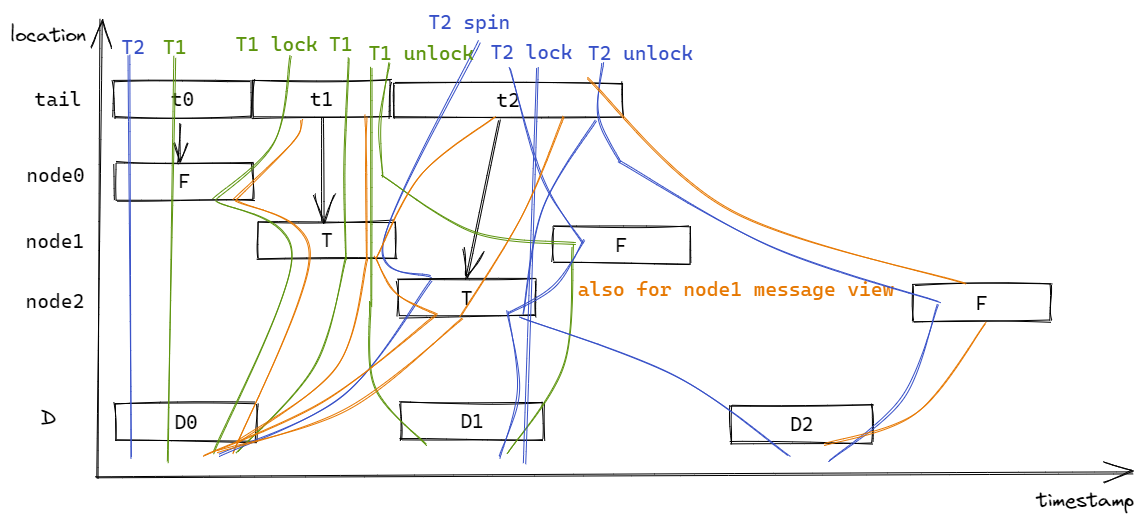 T2 spin
location
T2
T1
T1 lock
T1
T1 unlock
T2 lock
T2 unlock
tail
t0
t1
t2
node0
F
node1
T
F
node2
T
also for node1 message view
F
D
D0
D1
D2
timestamp